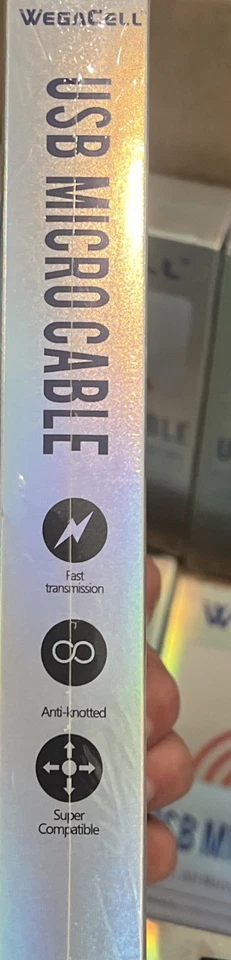 WEGACELL
USB MICRO CABLE
Fast
transmission
Anti-knotted
Super
Compatible